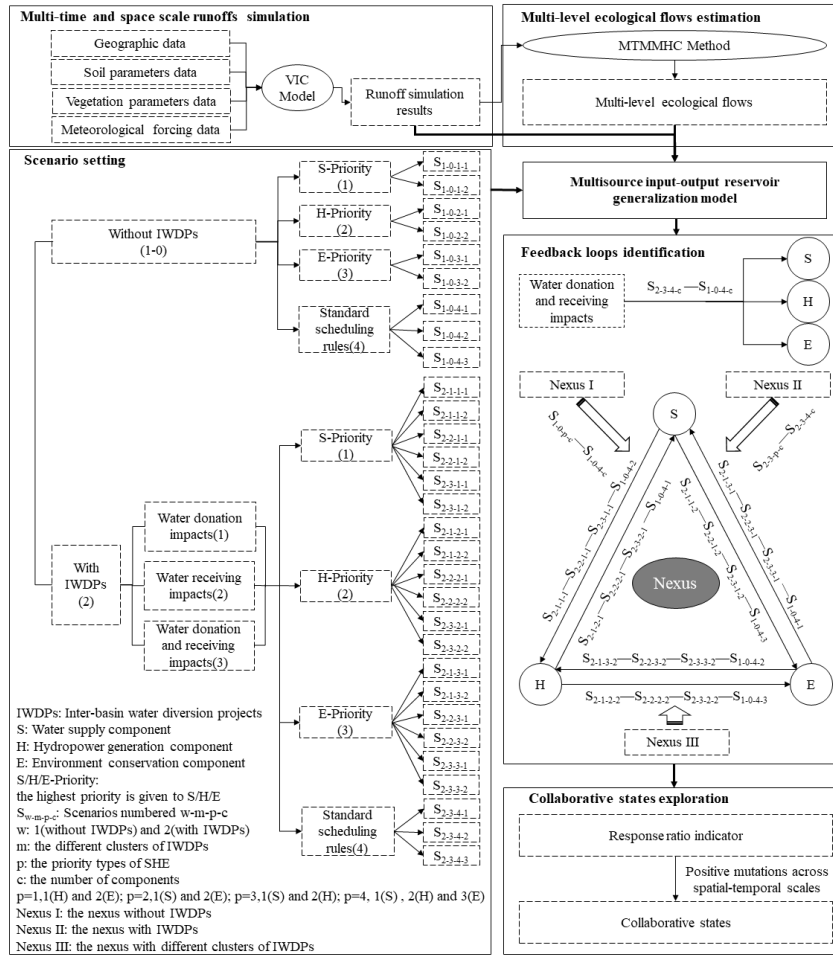 Multi-time and space scale runoffs simulation
Geographic data
Soil parameters data
Vegetation parameters data
Meteorological forcing data
VIC
Model
Runoff simulation
results
Multi-level ecological flows estimation
MTMMHC Method
Multi-level ecological flows
Multisource input-output reservoir
generalization model
Scenario setting
Without IWDPs
(1-0)
S-Priority
(1)
H-Priority
(2)
E-Priority
(3)
Standard
scheduling
rules(4)
S1-0-1-1
S1-0-1-2
S1-0-2-1
S1-0-2-2
S1-0-3-1
S1-0-3-2
S1-0-4-1
S1-0-4-2
S1-0-4-3
With
IWDPs
(2)
Water donation
impacts(1)
Water receiving
impacts(2)
Water donation
and receiving
impacts(3)
S-Priority
(1)
H-Priority
(2)
E-Priority
(3)
Standard
scheduling
rules(4)
S2-1-1-1
S2-1-1-2
S2-2-1-1
S2-2-1-2
S2-3-1-1
S2-3-1-2
S2-1-2-1
S2-1-2-2
S2-2-2-1
S2-2-2-2
S2-3-2-1
S2-3-2-2
S2-1-3-1
S2-1-3-2
S2-2-3-1
S2-2-3-2
S2-3-3-1
S2-3-3-2
S2-3-4-1
S2-3-4-2
S2-3-4-3
IWDPs: Inter-basin water diversion projects
S: Water supply component
H: Hydropower generation component
E: Environment conservation component
S/H/E-Priority:
the highest priority is given to S/H/E
Sw-m-p-c: Scenarios numbered w-m-p-c
w: 1(without IWDPs) and 2(with IWDPs)
m: the different clusters of IWDPs
p: the priority types of SHE
c: the number of components
p=1,1(H) and 2(E); p=2,1(S) and 2(E); p=3,1(S) and 2(H); p=4, 1(S) , 2(H) and 3(E)
Nexus I: the nexus without IWDPs
Nexus II: the nexus with IWDPs
Nexus III: the nexus with different clusters of IWDPs
Feedback loops identification
Water donation
and receiving
impacts
S2-3-4-c—S1-0-4-c
S
H
E
Nexus I
Nexus II
S1-0-p-c—S1-0-4-c
S2-3-p-c—S2-3-4-c
S
S2-1-1-1—S2-2-1-1—S2-3-1-1—S1-0-4-2
S2-1-2-1—S2-2-2-1—S2-3-2-1—S1-0-4-1
S2-1-1-2—S2-2-1-2—S2-3-1-2—S1-0-4-3
S2-1-3-1—S2-2-3-1—S2-3-3-1—S1-0-4-1
Nexus
H
E
S2-1-3-2—S2-2-3-2—S2-3-3-2—S1-0-4-2
S2-1-2-2—S2-2-2-2—S2-3-2-2—S1-0-4-3
Nexus III
Collaborative states exploration
Response ratio indicator
Positive mutations across
spatial-temporal scales
Collaborative states